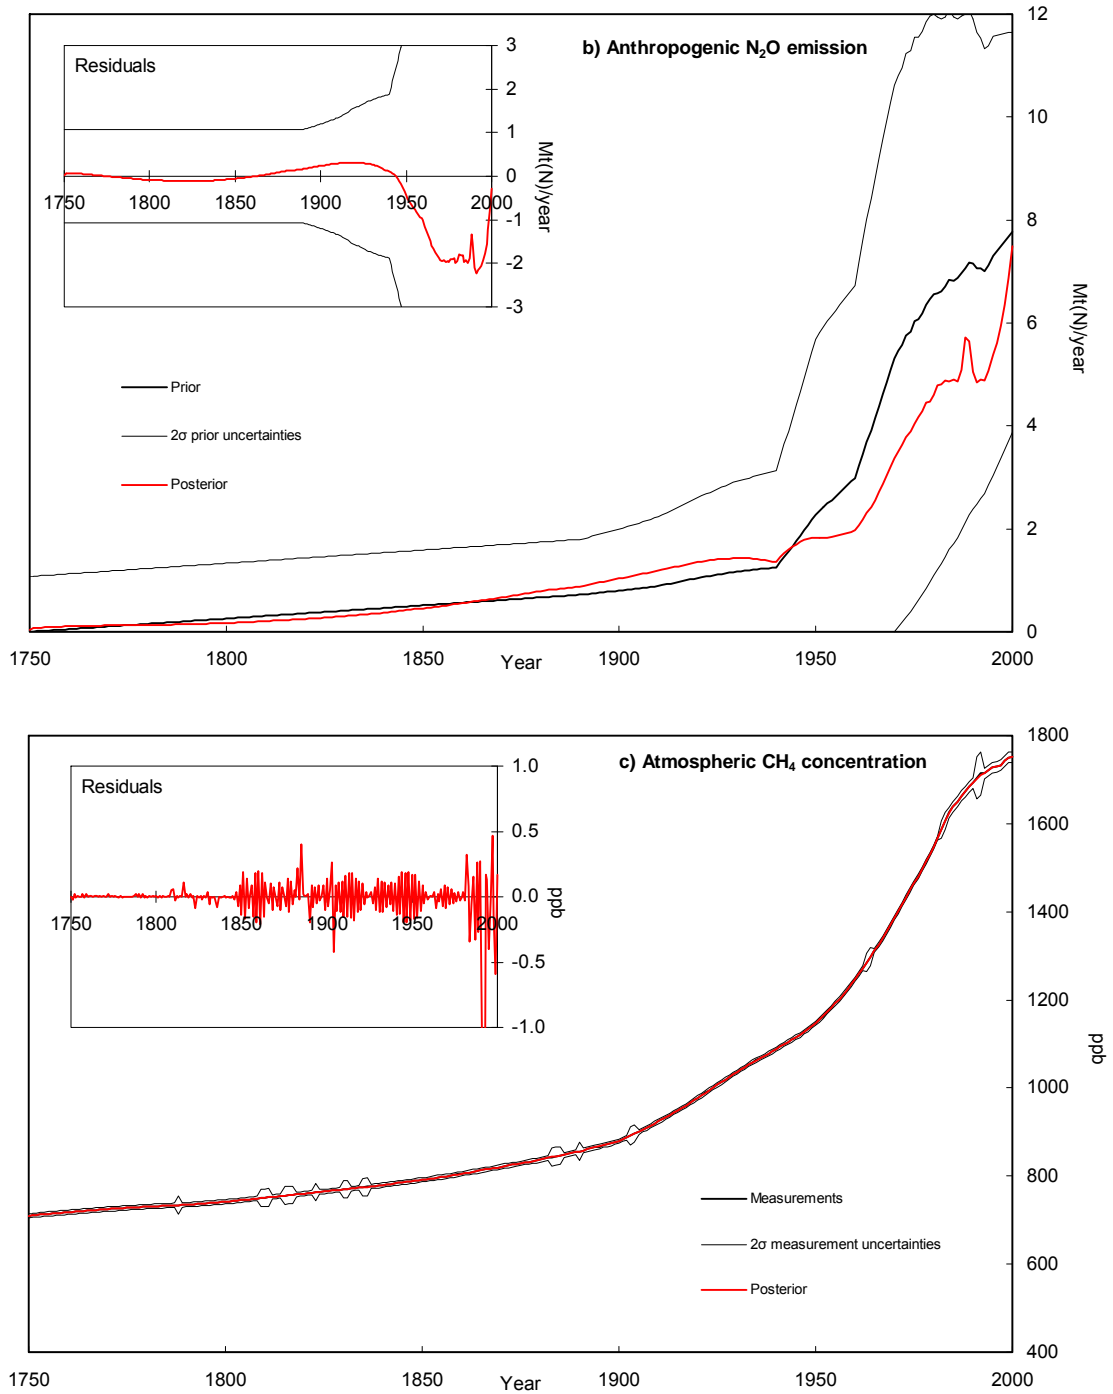 b) Anthropogenic N₂O emission
12
10
8
6
4
2
0
Mt(N)/year
Residuals
3
2
1
0
-1
-2
-3
Mt(N)/year
1750 1800 1850 1900 1950 2000
Prior
2σ prior uncertainties
Posterior
1750 1800 1850 1900 1950 2000
Year
c) Atmospheric CH₄ concentration
1800
1600
1400
1200
1000
800
600
400
ppb
Residuals
1.0
0.5
0.0
-0.5
-1.0
ppb
1750 1800 1850 1900 1950 2000
Measurements
2σ measurement uncertainties
Posterior
1750 1800 1850 1900 1950 2000
Year